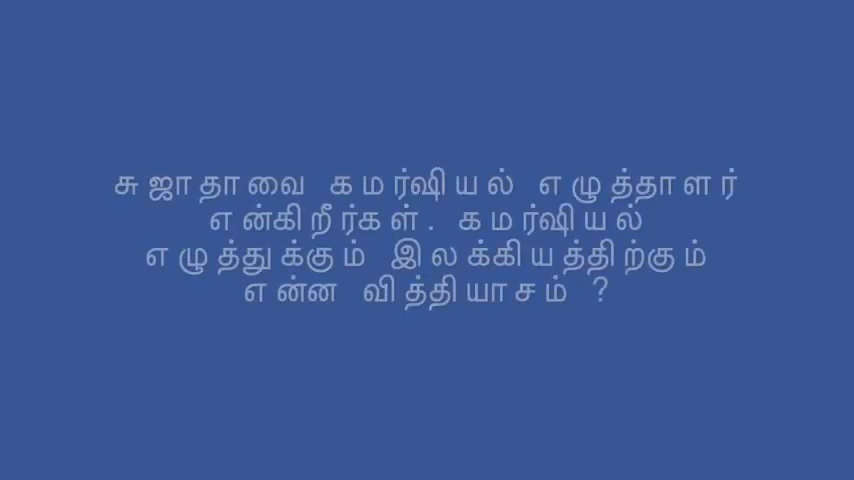 சுஜாதாவை கமர்ஷியல் எழுத்தாளர்
என்கிறீர்கள். கமர்ஷியல்
எழுத்துக்கும் இலக்கியத்திற்கும்
என்ன வித்தியாசம் ?